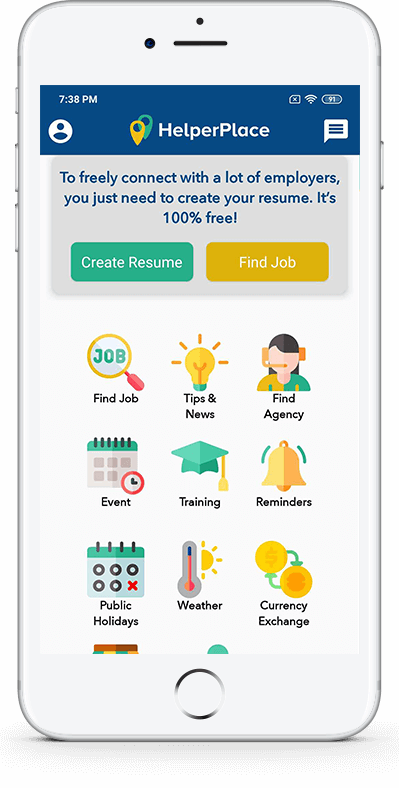 7:38 PM
91
HelperPlace
To freely connect with a lot of employers,
you just need to create your resume. It's
100% free!
Create Resume
Find Job
JOB
Find Job
Tips &
News
Find
Agency
Event
Training
Reminders
Public
Holidays
Weather
Currency
Exchange